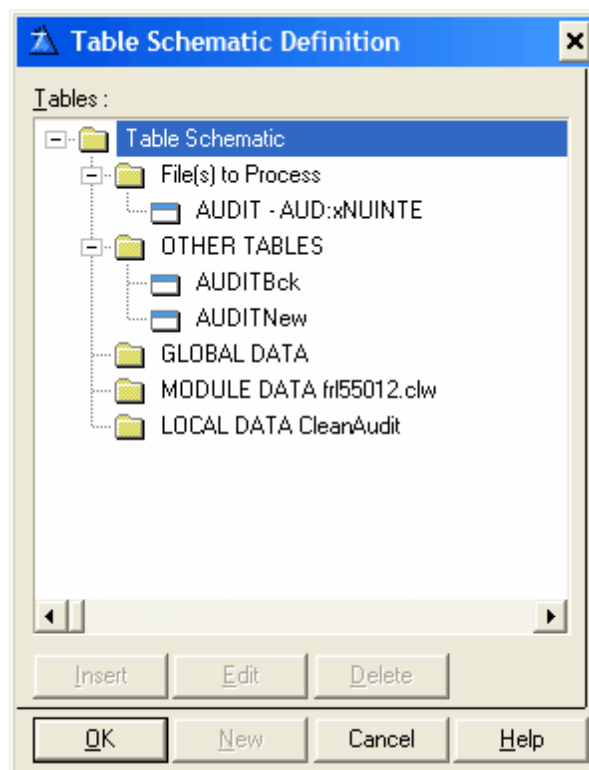 Table Schematic Definition
Tables :
Table Schematic
File(s) to Process
AUDIT - AUD:xNUINTE
OTHER TABLES
AUDITBck
AUDITNew
GLOBAL DATA
MODULE DATA frl55012.clw
LOCAL DATA CleanAudit
Insert Edit Delete
OK New Cancel Help